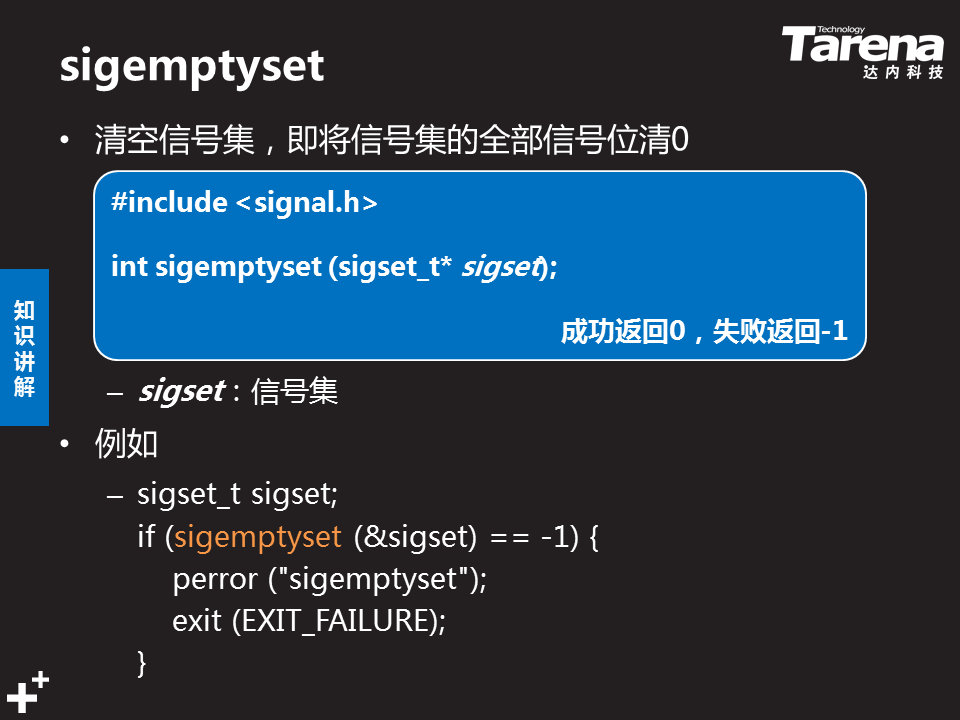 sigemptyset
Technology
Tarena
达内科技
• 清空信号集，即将信号集的全部信号位清0
#include <signal.h>
int sigemptyset (sigset_t* sigset);
成功返回0，失败返回-1
知识讲解
– sigset：信号集
• 例如
– sigset_t sigset;
if (sigemptyset (&sigset) == -1) {
perror ("sigemptyset");
exit (EXIT_FAILURE);
}